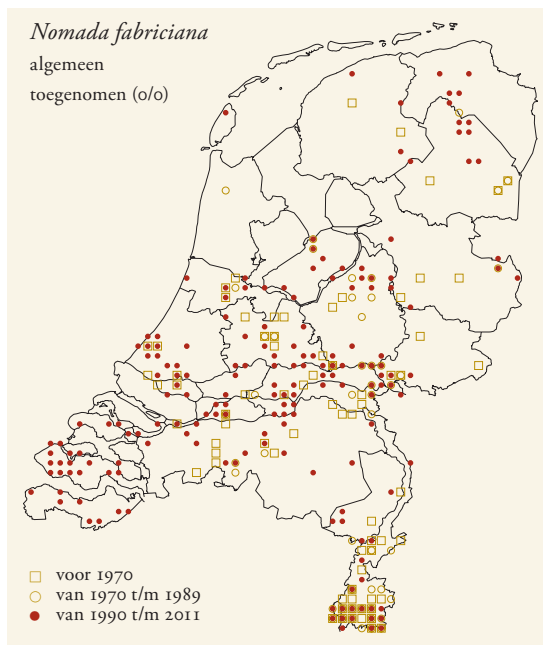 Nomada fabriciana
algemeen
toegenomen (0/0)
voor 1970
van 1970 t/m 1989
van 1990 t/m 2011